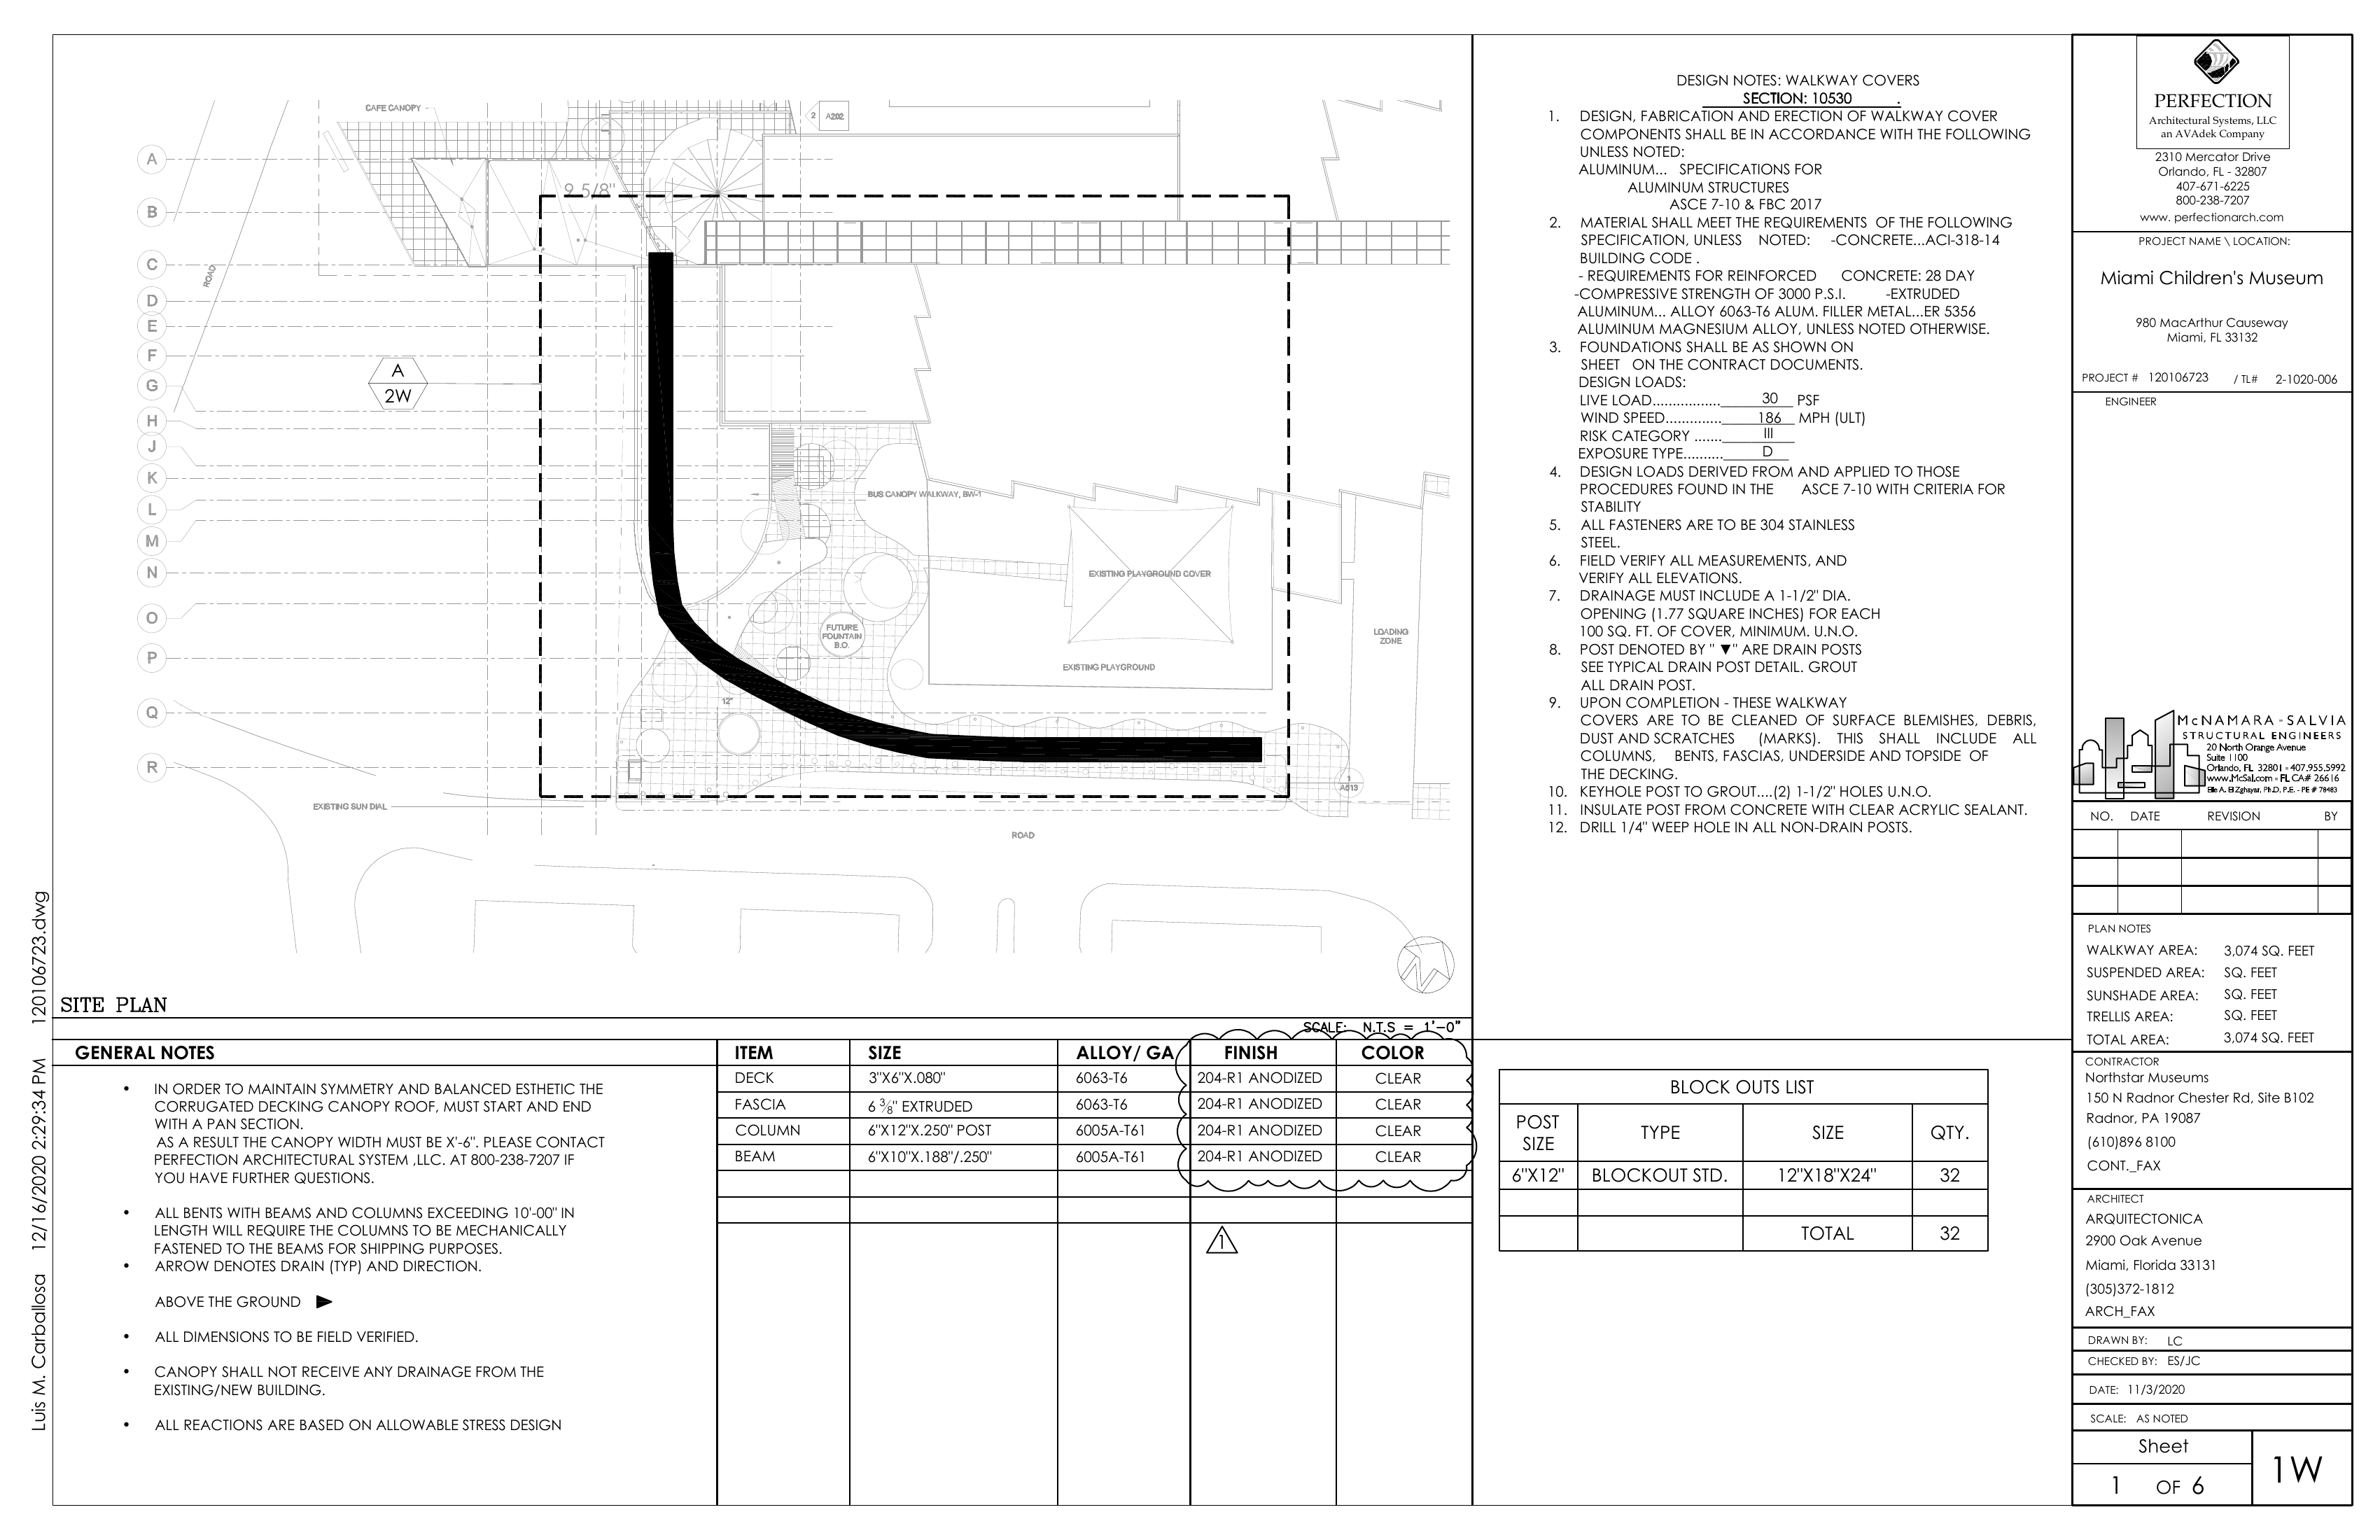 CAFE CANOPY
2
A202
A
B
C
D
E
F
G
H
J
K
L
M
N
O
P
Q
R
ROAD
9 5/8"
A
2W
BUS CANOPY WALKWAY, BW-1
EXISTING PLAYGROUND COVER
FUTURE
FOUNTAIN
B.O.
LOADING
ZONE
EXISTING PLAYGROUND
12"
1
A513
EXISTING SUN DIAL
ROAD
SITE PLAN
SCALE: N.T.S = 1'-0"
DESIGN NOTES: WALKWAY COVERS
SECTION: 10530 .
1. DESIGN, FABRICATION AND ERECTION OF WALKWAY COVER
COMPONENTS SHALL BE IN ACCORDANCE WITH THE FOLLOWING
UNLESS NOTED:
ALUMINUM... SPECIFICATIONS FOR
ALUMINUM STRUCTURES
ASCE 7-10 & FBC 2017
2. MATERIAL SHALL MEET THE REQUIREMENTS OF THE FOLLOWING
SPECIFICATION, UNLESS NOTED: -CONCRETE...ACI-318-14
BUILDING CODE .
- REQUIREMENTS FOR REINFORCED CONCRETE: 28 DAY
-COMPRESSIVE STRENGTH OF 3000 P.S.I. -EXTRUDED
ALUMINUM... ALLOY 6063-T6 ALUM. FILLER METAL...ER 5356
ALUMINUM MAGNESIUM ALLOY, UNLESS NOTED OTHERWISE.
3. FOUNDATIONS SHALL BE AS SHOWN ON
SHEET ON THE CONTRACT DOCUMENTS.
DESIGN LOADS:
LIVE LOAD................. 30 PSF
WIND SPEED.............. 186 MPH (ULT)
RISK CATEGORY ....... III
EXPOSURE TYPE.......... D
4. DESIGN LOADS DERIVED FROM AND APPLIED TO THOSE
PROCEDURES FOUND IN THE ASCE 7-10 WITH CRITERIA FOR
STABILITY
5. ALL FASTENERS ARE TO BE 304 STAINLESS
STEEL.
6. FIELD VERIFY ALL MEASUREMENTS, AND
VERIFY ALL ELEVATIONS.
7. DRAINAGE MUST INCLUDE A 1-1/2" DIA.
OPENING (1.77 SQUARE INCHES) FOR EACH
100 SQ. FT. OF COVER, MINIMUM. U.N.O.
8. POST DENOTED BY " ▼" ARE DRAIN POSTS
SEE TYPICAL DRAIN POST DETAIL. GROUT
ALL DRAIN POST.
9. UPON COMPLETION - THESE WALKWAY
COVERS ARE TO BE CLEANED OF SURFACE BLEMISHES, DEBRIS,
DUST AND SCRATCHES (MARKS). THIS SHALL INCLUDE ALL
COLUMNS, BENTS, FASCIAS, UNDERSIDE AND TOPSIDE OF
THE DECKING.
10. KEYHOLE POST TO GROUT....(2) 1-1/2" HOLES U.N.O.
11. INSULATE POST FROM CONCRETE WITH CLEAR ACRYLIC SEALANT.
12. DRILL 1/4" WEEP HOLE IN ALL NON-DRAIN POSTS.
GENERAL NOTES
• IN ORDER TO MAINTAIN SYMMETRY AND BALANCED ESTHETIC THE
CORRUGATED DECKING CANOPY ROOF, MUST START AND END
WITH A PAN SECTION.
AS A RESULT THE CANOPY WIDTH MUST BE X'-6". PLEASE CONTACT
PERFECTION ARCHITECTURAL SYSTEM ,LLC. AT 800-238-7207 IF
YOU HAVE FURTHER QUESTIONS.
• ALL BENTS WITH BEAMS AND COLUMNS EXCEEDING 10'-00" IN
LENGTH WILL REQUIRE THE COLUMNS TO BE MECHANICALLY
FASTENED TO THE BEAMS FOR SHIPPING PURPOSES.
• ARROW DENOTES DRAIN (TYP) AND DIRECTION.
ABOVE THE GROUND
• ALL DIMENSIONS TO BE FIELD VERIFIED.
• CANOPY SHALL NOT RECEIVE ANY DRAINAGE FROM THE
EXISTING/NEW BUILDING.
• ALL REACTIONS ARE BASED ON ALLOWABLE STRESS DESIGN
ITEM SIZE ALLOY/ GA FINISH COLOR
DECK 3"X6"X.080" 6063-T6 204-R1 ANODIZED CLEAR
FASCIA 6 3/8" EXTRUDED 6063-T6 204-R1 ANODIZED CLEAR
COLUMN 6"X12"X.250" POST 6005A-T61 204-R1 ANODIZED CLEAR
BEAM 6"X10"X.188"/.250" 6005A-T61 204-R1 ANODIZED CLEAR
1
BLOCK OUTS LIST
POST SIZE TYPE SIZE QTY.
6"X12" BLOCKOUT STD. 12"X18"X24" 32
TOTAL 32
PERFECTION
Architectural Systems, LLC
an AVAdek Company
2310 Mercator Drive
Orlando, FL - 32807
407-671-6225
800-238-7207
www. perfectionarch.com
PROJECT NAME \ LOCATION:
Miami Children's Museum
980 MacArthur Causeway
Miami, FL 33132
PROJECT # 120106723 / TL# 2-1020-006
ENGINEER
McNAMARA - SALVIA
STRUCTURAL ENGINEERS
20 North Orange Avenue
Suite 1100
Orlando, FL 32801 • 407.955.5992
www.McSal.com • FL CA# 26616
Elie A. El Zghayar, Ph.D. P.E. - PE # 78483
NO. DATE REVISION BY
PLAN NOTES
WALKWAY AREA: 3,074 SQ. FEET
SUSPENDED AREA: SQ. FEET
SUNSHADE AREA: SQ. FEET
TRELLIS AREA: SQ. FEET
TOTAL AREA: 3,074 SQ. FEET
CONTRACTOR
Northstar Museums
150 N Radnor Chester Rd, Site B102
Radnor, PA 19087
(610)896 8100
CONT._FAX
ARCHITECT
ARQUITECTONICA
2900 Oak Avenue
Miami, Florida 33131
(305)372-1812
ARCH_FAX
DRAWN BY: LC
CHECKED BY: ES/JC
DATE: 11/3/2020
SCALE: AS NOTED
Sheet
1 OF 6
1W
Luis M. Carballosa 12/16/2020 2:29:34 PM 120106723.dwg